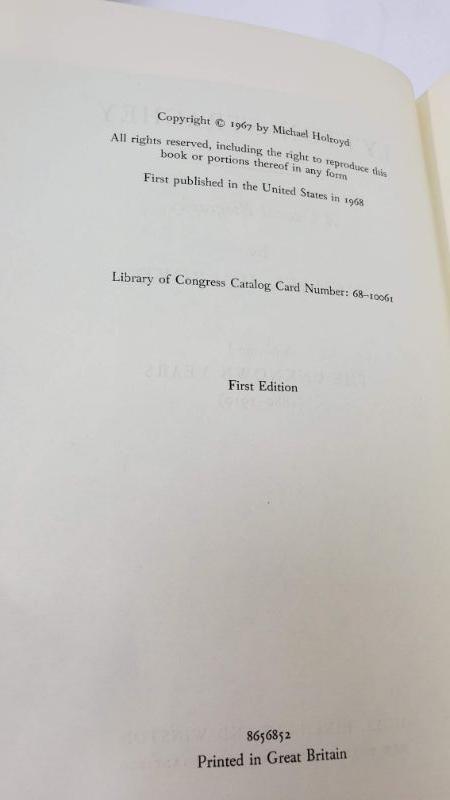 Copyright © 1967 by Michael Holroyd
All rights reserved, including the right to reproduce this
book or portions thereof in any form
First published in the United States in 1968
Library of Congress Catalog Card Number: 68-10061
First Edition
8656852
Printed in Great Britain